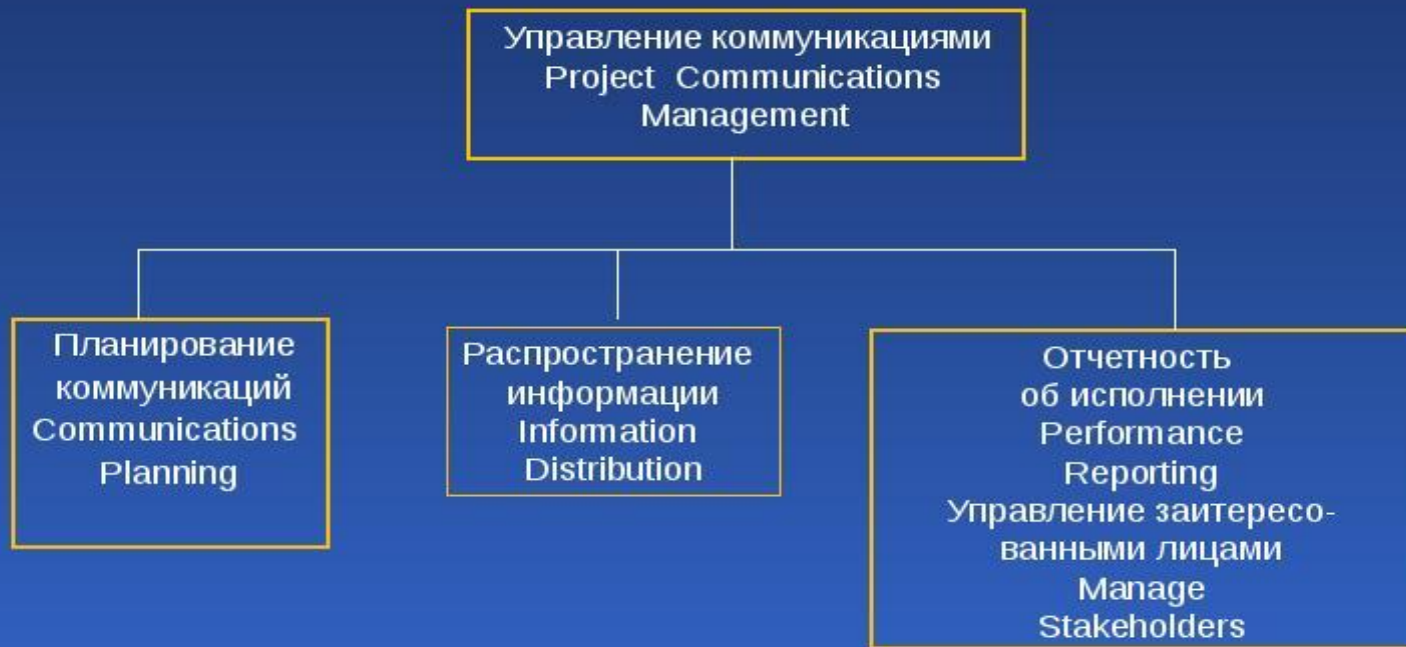 Управление коммуникациями
Project Communications
Management
Планирование
коммуникаций
Communications
Planning
Распространение
информации
Information
Distribution
Отчетность
об исполнении
Performance
Reporting
Управление заитересо-
ванными лицами
Manage
Stakeholders